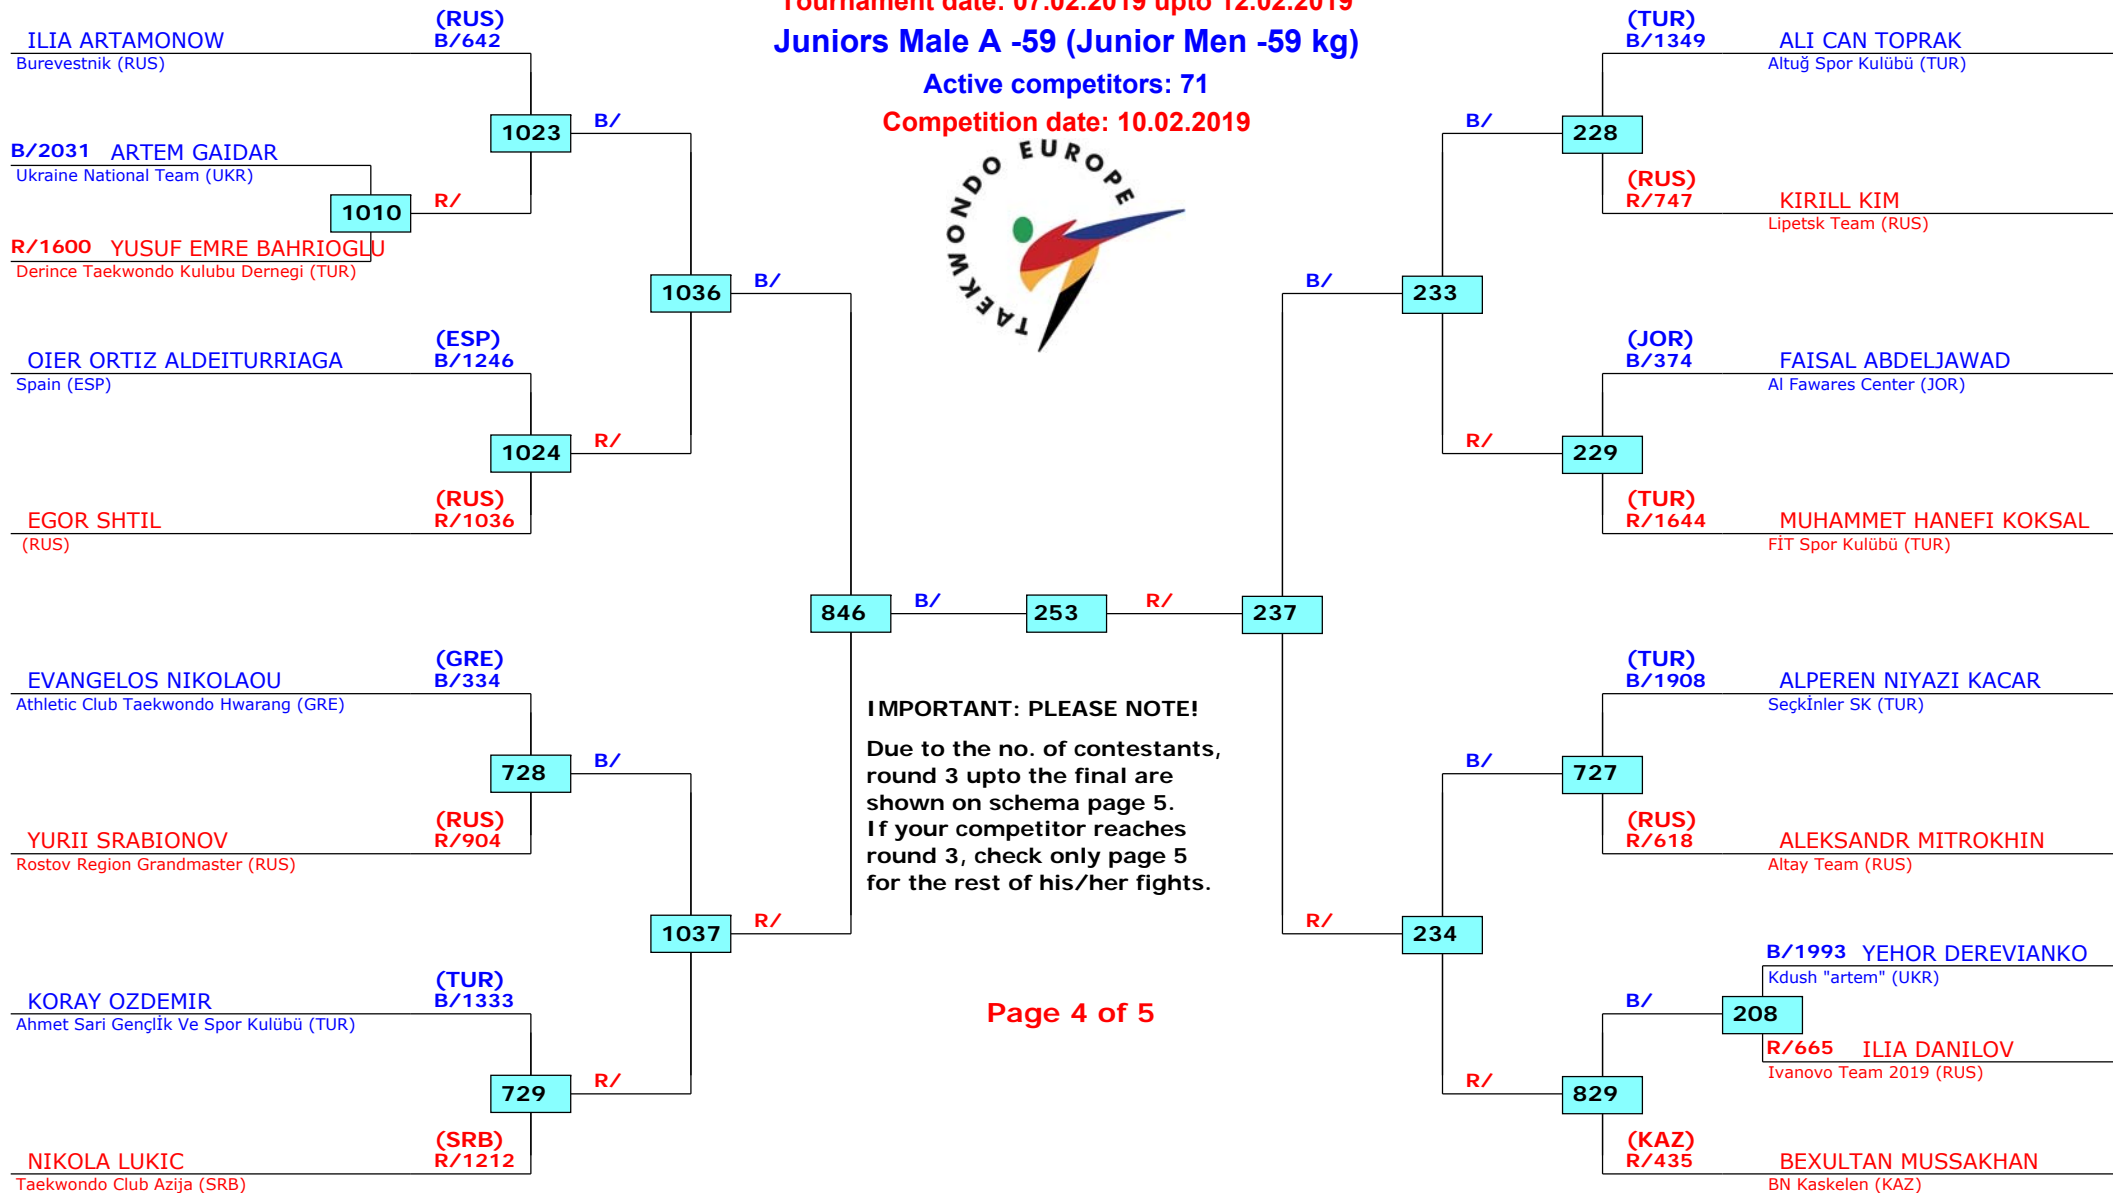 Tournament date: 07.02.2019 upto 12.02.2019
Juniors Male A -59 (Junior Men -59 kg)
Active competitors: 71
Competition date: 10.02.2019
TAEKWONDO EUROPE
(RUS)
ILIA ARTAMONOW B/642
Burevestnik (RUS)
1023
B/
B/2031 ARTEM GAIDAR
Ukraine National Team (UKR)
1010
R/
R/1600 YUSUF EMRE BAHRIOGLU
Derince Taekwondo Kulubu Dernegi (TUR)
1036
B/
(ESP)
OIER ORTIZ ALDEITURRIAGA B/1246
Spain (ESP)
1024
R/
(RUS)
EGOR SHTIL R/1036
(RUS)
846
B/
253
R/
237
(GRE)
EVANGELOS NIKOLAOU B/334
Athletic Club Taekwondo Hwarang (GRE)
728
B/
(RUS)
YURII SRABIONOV R/904
Rostov Region Grandmaster (RUS)
1037
R/
(TUR)
KORAY OZDEMIR B/1333
Ahmet Sari Gençlİk Ve Spor Kulübü (TUR)
729
R/
(SRB)
NIKOLA LUKIC R/1212
Taekwondo Club Azija (SRB)
IMPORTANT: PLEASE NOTE!
Due to the no. of contestants,
round 3 upto the final are
shown on schema page 5.
If your competitor reaches
round 3, check only page 5
for the rest of his/her fights.
Page 4 of 5
(TUR)
B/1349 ALI CAN TOPRAK
Altuğ Spor Kulübü (TUR)
B/
228
(RUS)
R/747 KIRILL KIM
Lipetsk Team (RUS)
B/
233
(JOR)
B/374 FAISAL ABDELJAWAD
Al Fawares Center (JOR)
R/
229
(TUR)
R/1644 MUHAMMET HANEFI KOKSAL
FİT Spor Kulübü (TUR)
(TUR)
B/1908 ALPEREN NIYAZI KACAR
Seçkİnler SK (TUR)
B/
727
(RUS)
R/618 ALEKSANDR MITROKHIN
Altay Team (RUS)
R/
234
B/1993 YEHOR DEREVIANKO
Kdush "artem" (UKR)
B/
208
R/665 ILIA DANILOV
Ivanovo Team 2019 (RUS)
R/
829
(KAZ)
R/435 BEXULTAN MUSSAKHAN
BN Kaskelen (KAZ)